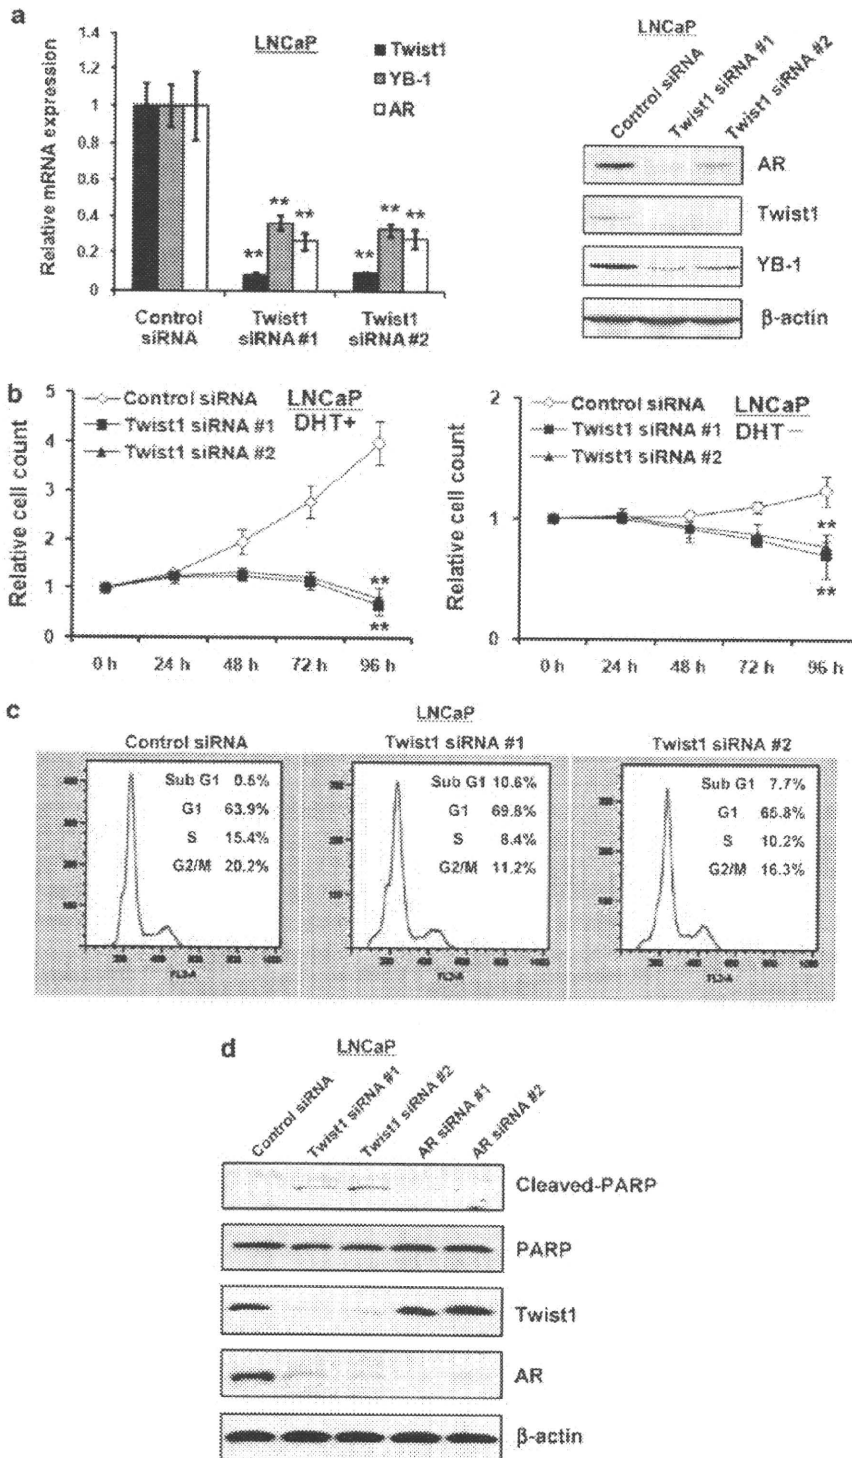 a
LNCaP
Relative mRNA expression
1.4
1.2
1
0.8
0.6
0.4
0.2
0
Twist1
YB-1
AR
** ** **
** ** **
Control siRNA
Twist1 siRNA #1
Twist1 siRNA #2
LNCaP
Control siRNA
Twist1 siRNA #1
Twist1 siRNA #2
AR
Twist1
YB-1
β-actin
b
Relative cell count
5
4
3
2
1
0
Control siRNA
Twist1 siRNA #1
Twist1 siRNA #2
LNCaP
DHT+
**
**
0 h 24 h 48 h 72 h 96 h
Relative cell count
2
1
0
Control siRNA
Twist1 siRNA #1
Twist1 siRNA #2
LNCaP
DHT —
**
**
0 h 24 h 48 h 72 h 96 h
c
LNCaP
Control siRNA
Sub G1 0.5%
G1 63.9%
S 15.4%
G2/M 20.2%
Twist1 siRNA #1
Sub G1 10.6%
G1 69.8%
S 8.4%
G2/M 11.2%
Twist1 siRNA #2
Sub G1 7.7%
G1 65.8%
S 10.2%
G2/M 16.3%
d
LNCaP
Control siRNA
Twist1 siRNA #1
Twist1 siRNA #2
AR siRNA #1
AR siRNA #2
Cleaved-PARP
PARP
Twist1
AR
β-actin